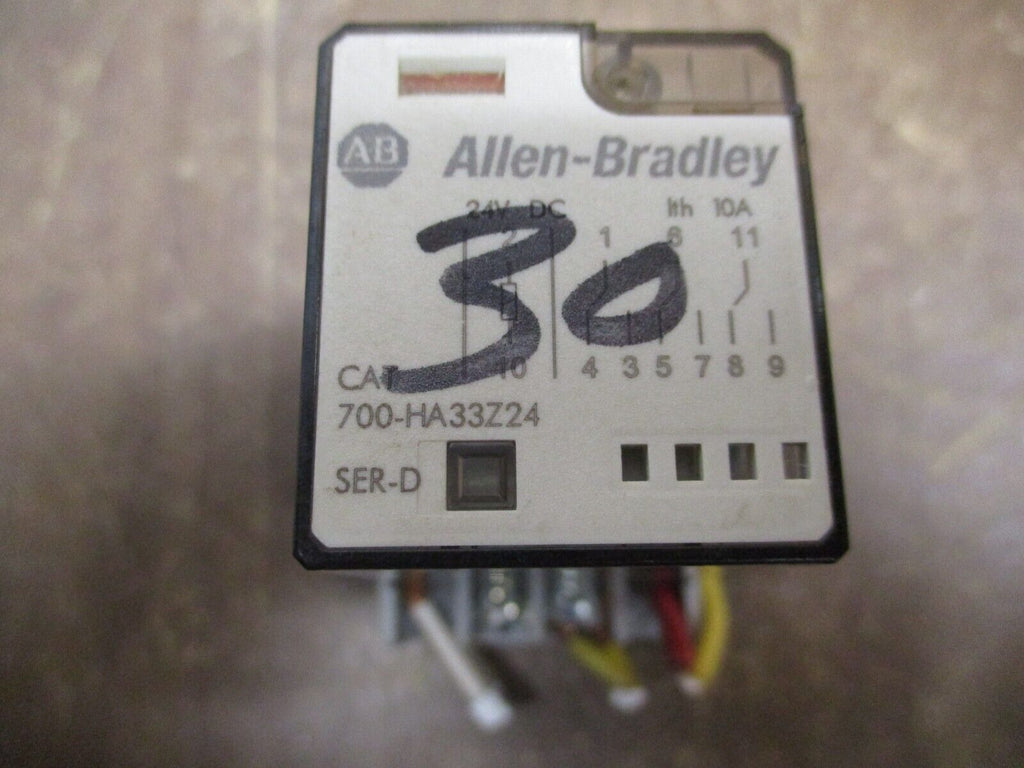 AB Allen-Bradley
24V DC Ith 10A
2 1 6 11
30
10 4 3 5 7 8 9
CAT
700-HA33Z24
SER-D